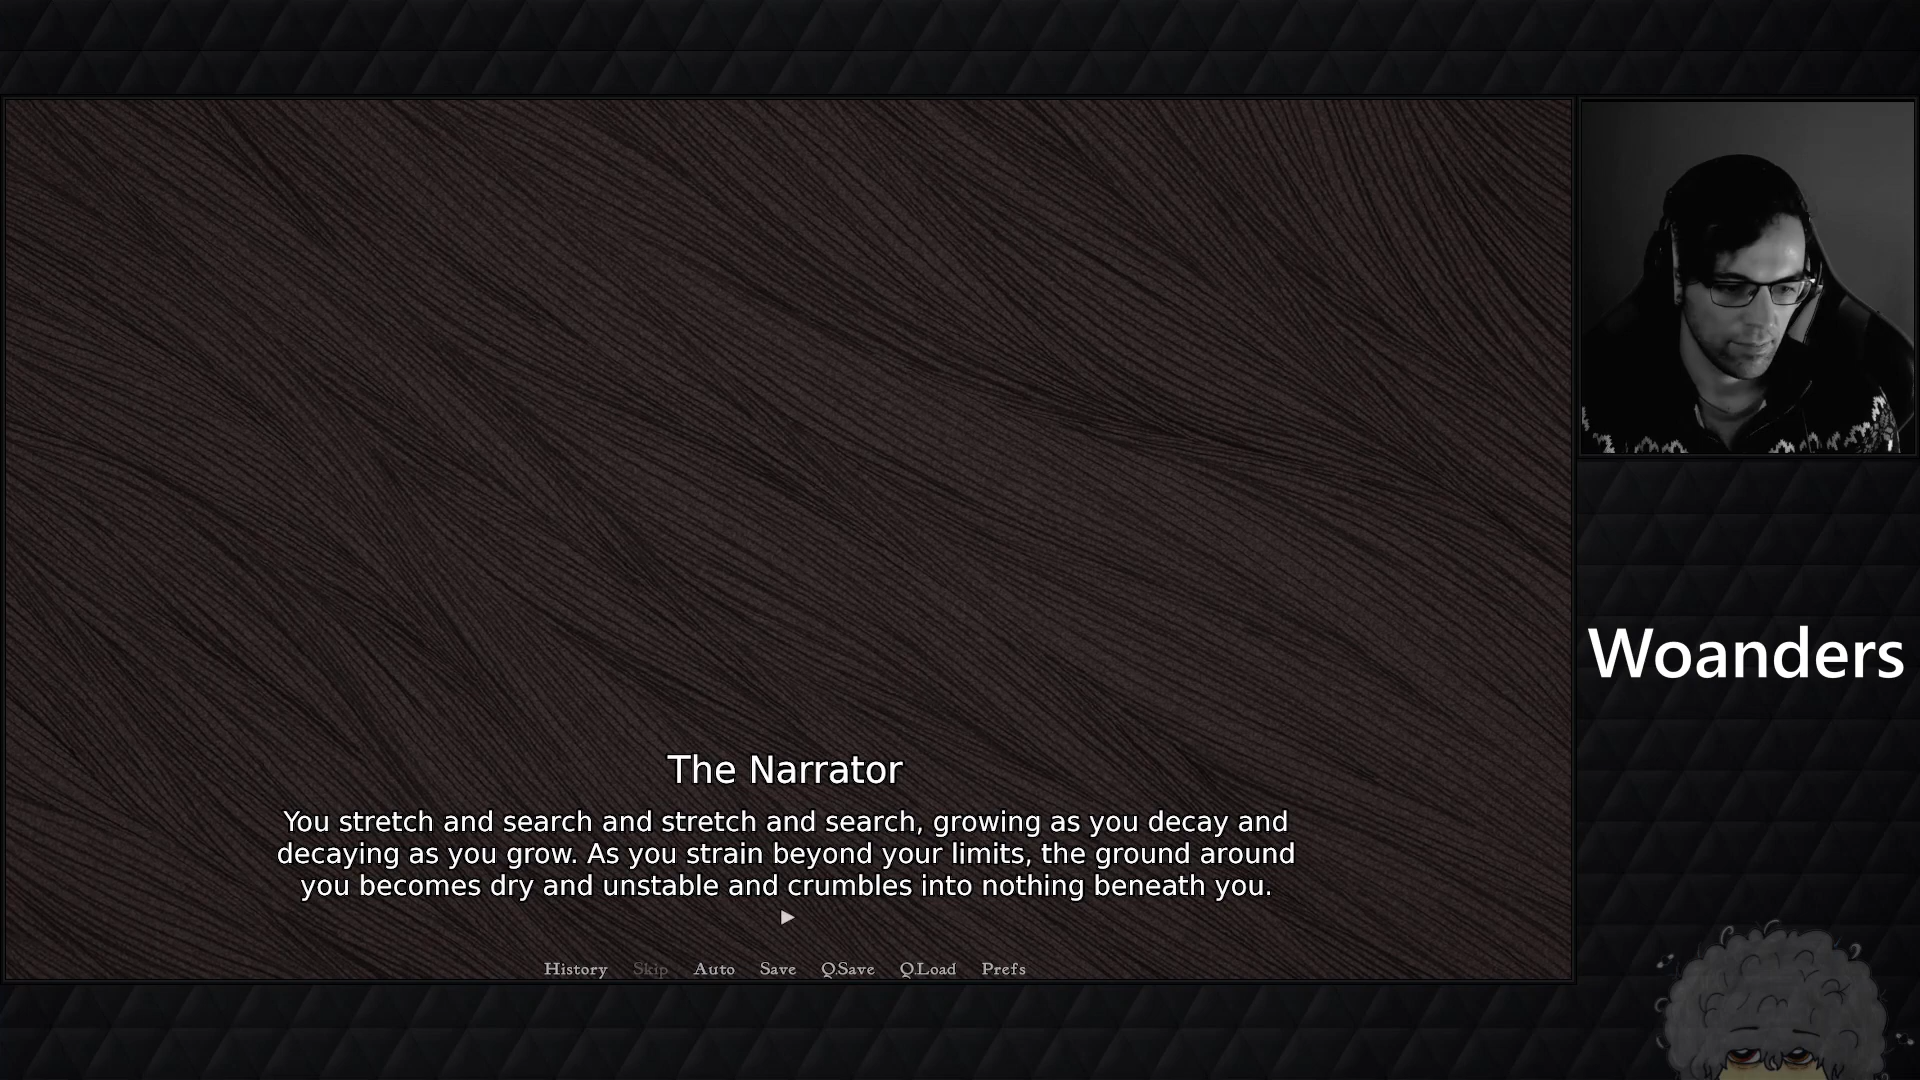 The Narrator
You stretch and search and stretch and search, growing as you decay and
decaying as you grow. As you strain beyond your limits, the ground around
you becomes dry and unstable and crumbles into nothing beneath you.
History Skip Auto Save Q.Save Q.Load Prefs
Woanders